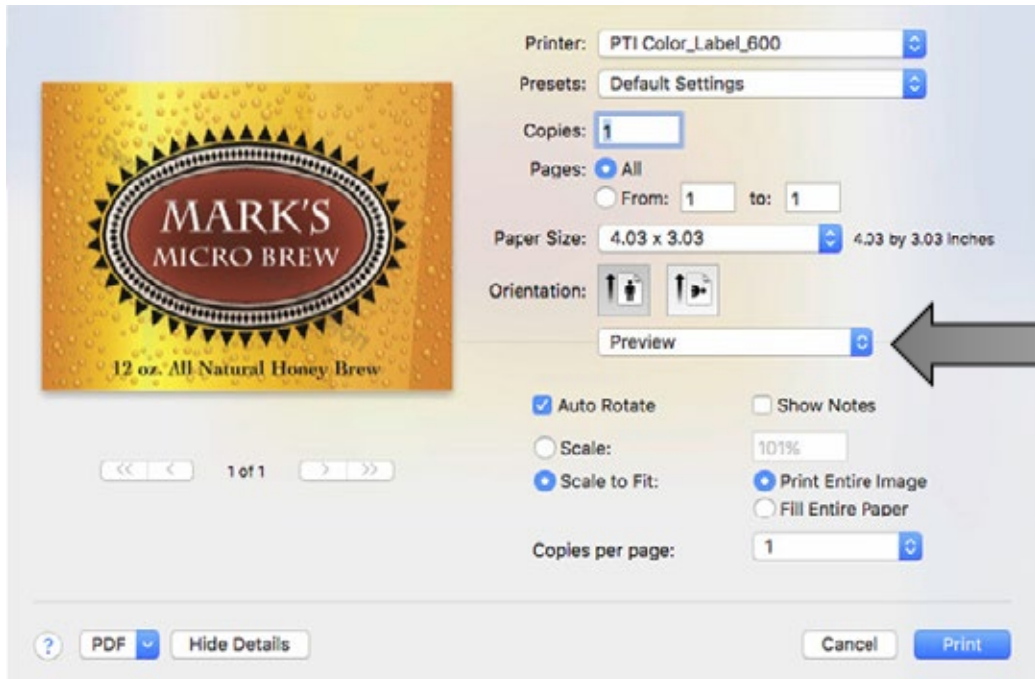 Printer: PTI Color_Label_600
Presets: Default Settings
Copies: 1
Pages: All
From: 1 to: 1
Paper Size: 4.03 x 3.03 4.03 by 3.03 inches
Orientation:
Preview
MARK'S
MICRO BREW
12 oz. All Natural Honey Brew
<< < 1 of 1 > >>
Auto Rotate Show Notes
Scale: 101%
Scale to Fit: Print Entire Image
Fill Entire Paper
Copies per page: 1
? PDF Hide Details Cancel Print